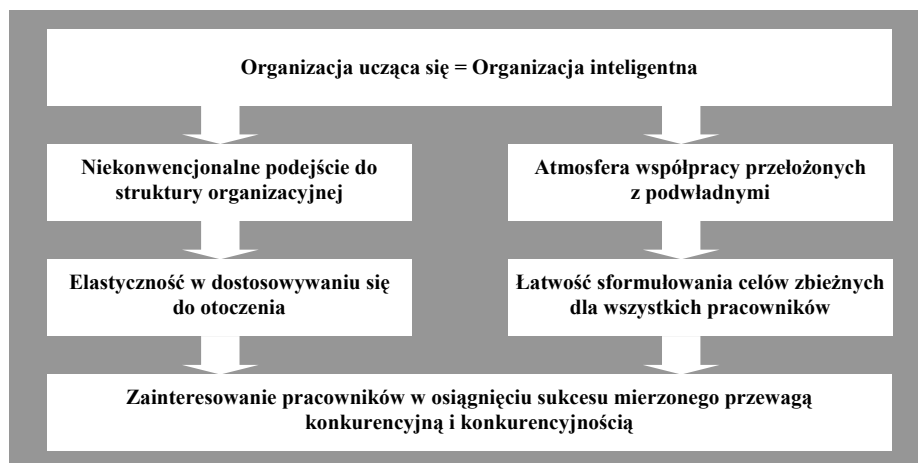 Organizacja ucząca się = Organizacja inteligentna
Niekonwencjonalne podejście do
struktury organizacyjnej
Atmosfera współpracy przełożonych
z podwładnymi
Elastyczność w dostosowywaniu się
do otoczenia
Łatwość sformułowania celów zbieżnych
dla wszystkich pracowników
Zainteresowanie pracowników w osiągnięciu sukcesu mierzonego przewagą
konkurencyjną i konkurencyjnością